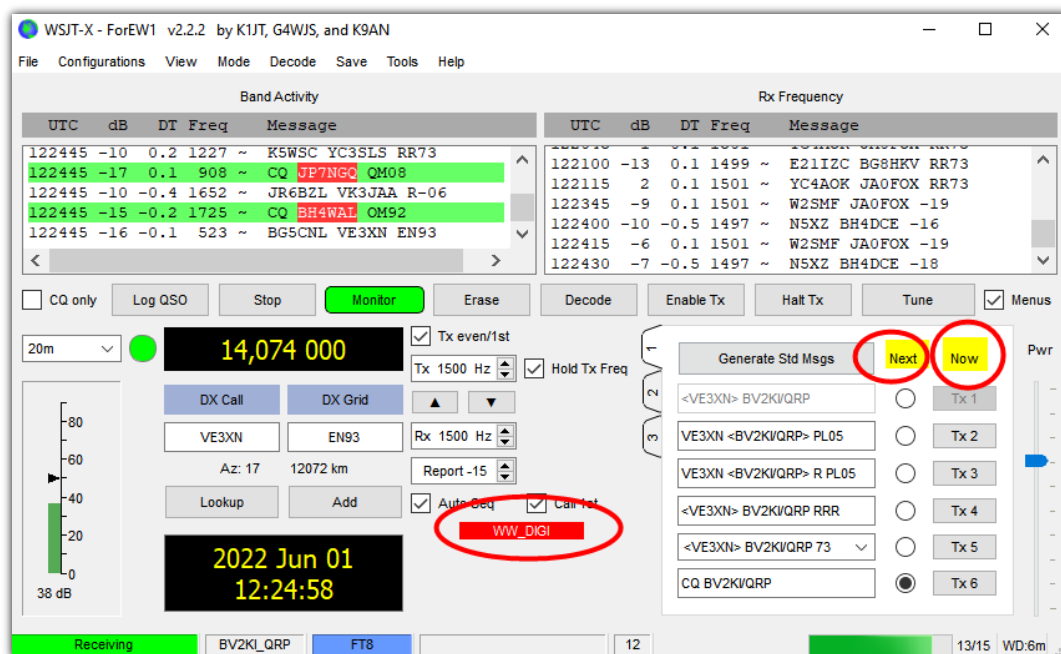 WSJT-X - ForEW1 v2.2.2 by K1JT, G4WJS, and K9AN
File Configurations View Mode Decode Save Tools Help
Band Activity
UTC dB DT Freq Message
122445 -10 0.2 1227 ~ K5WSC YC3SLS RR73
122445 -17 0.1 908 ~ CQ JP7NGQ QM08
122445 -10 -0.4 1652 ~ JR6BZL VK3JAA R-06
122445 -15 -0.2 1725 ~ CQ BH4WAL OM92
122445 -16 -0.1 523 ~ BG5CNL VE3XN EN93
Rx Frequency
UTC dB DT Freq Message
122100 -13 0.1 1499 ~ E21IZC BG8HKV RR73
122115 2 0.1 1501 ~ YC4AOK JA0FOX RR73
122345 -9 0.1 1501 ~ W2SMF JA0FOX -19
122400 -10 -0.5 1497 ~ N5XZ BH4DCE -16
122415 -6 0.1 1501 ~ W2SMF JA0FOX -19
122430 -7 -0.5 1497 ~ N5XZ BH4DCE -18
CQ only Log QSO Stop Monitor Erase Decode Enable Tx Halt Tx Tune Menus
20m
14,074 000
DX Call DX Grid
VE3XN EN93
Az: 17 12072 km
Lookup Add
2022 Jun 01
12:24:58
-80
-60
-40
-20
-0
38 dB
Tx even/1st
Tx 1500 Hz Hold Tx Freq
▲ ▼
Rx 1500 Hz
Report -15
Auto Seq Call 1st
WW_DIGI
1
2
3
Generate Std Msgs Next Now
<VE3XN> BV2KI/QRP Tx 1
VE3XN <BV2KI/QRP> PL05 Tx 2
VE3XN <BV2KI/QRP> R PL05 Tx 3
<VE3XN> BV2KI/QRP RRR Tx 4
<VE3XN> BV2KI/QRP 73 Tx 5
CQ BV2KI/QRP Tx 6
Pwr
Receiving BV2KI_QRP FT8 12 13/15 WD:6m